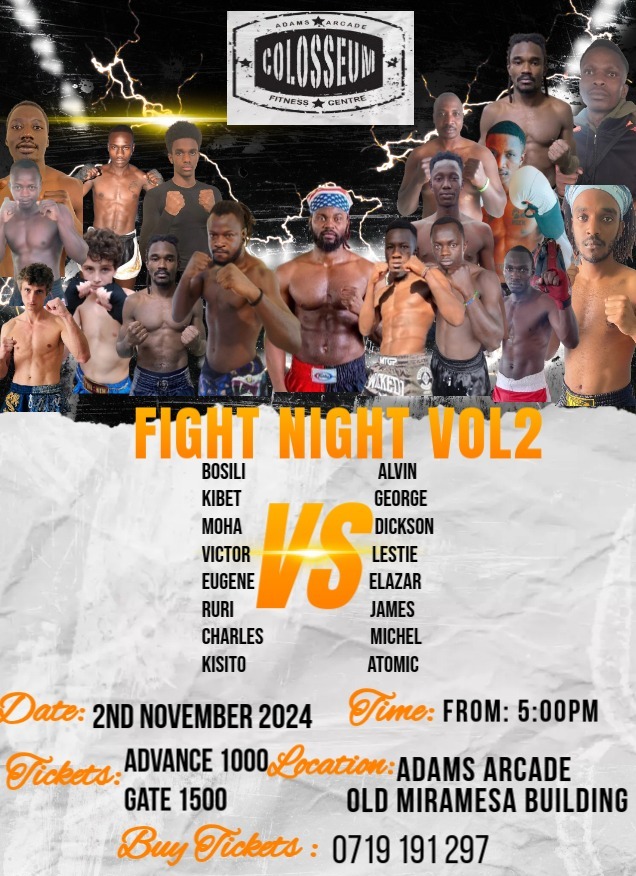 ADAMS ★ ARCADE
COLOSSEUM
FITNESS ★ CENTRE
FIGHT NIGHT VOL2
VS
BOSILI ALVIN
KIBET GEORGE
MOHA DICKSON
VICTOR LESTIE
EUGENE ELAZAR
RURI JAMES
CHARLES MICHEL
KISITO ATOMIC
Date: 2ND NOVEMBER 2024 Time: FROM: 5:00PM
Tickets: ADVANCE 1000 Location: ADAMS ARCADE
GATE 1500 OLD MIRAMESA BUILDING
Buy Tickets : 0719 191 297